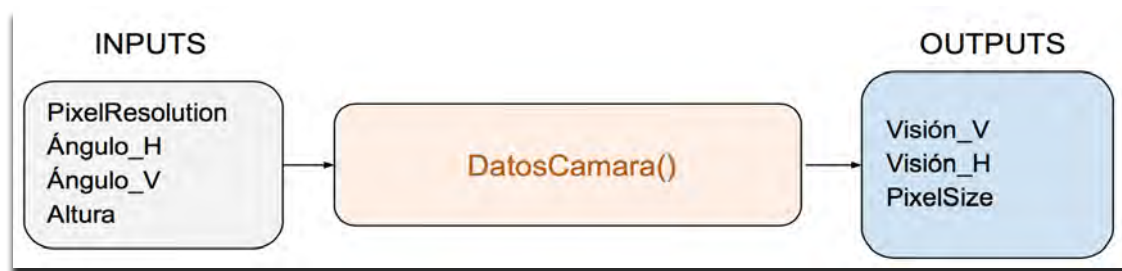 INPUTS
PixelResolution
Ángulo_H
Ángulo_V
Altura
DatosCamara()
OUTPUTS
Visión_V
Visión_H
PixelSize